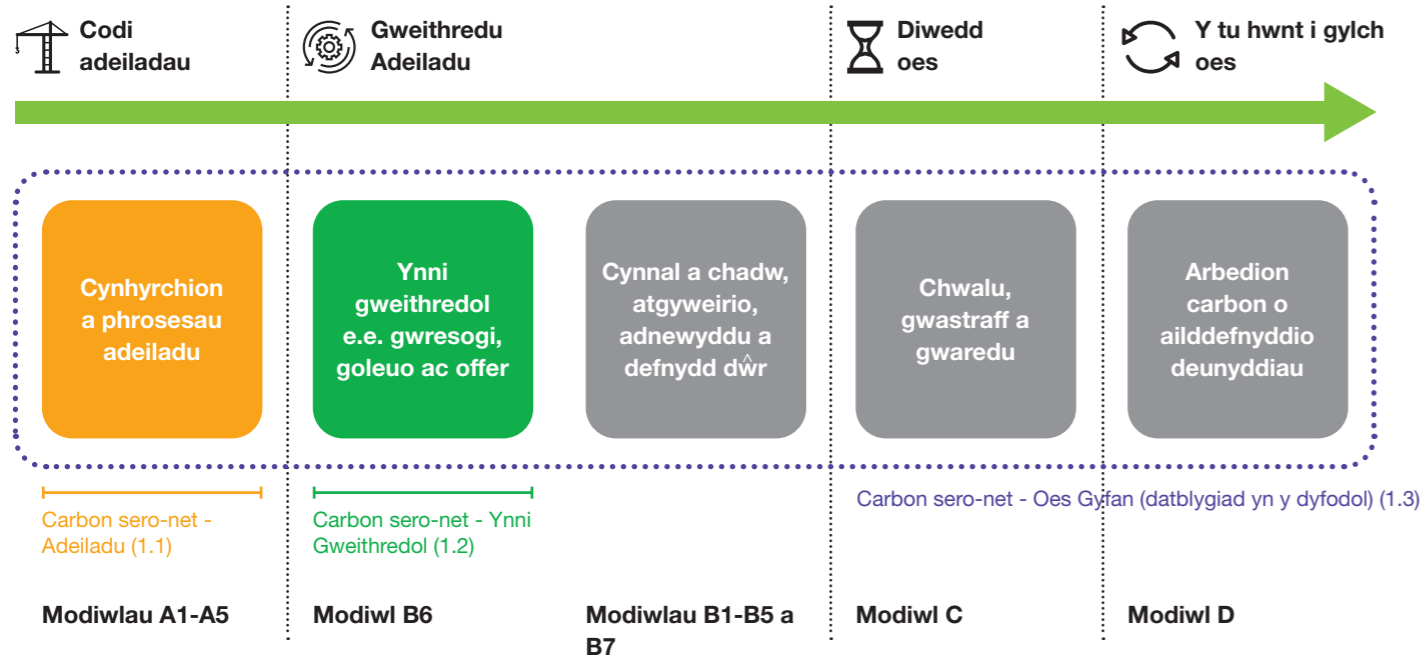 Codi
adeiladau
Gweithredu
Adeiladu
Diwedd
oes
Y tu hwnt i gylch
oes
Cynhyrchion
a phrosesau
adeiladu
Ynni
gweithredol
e.e. gwresogi,
goleuo ac offer
Cynnal a chadw,
atgyweirio,
adnewyddu a
defnydd dŵr
Chwalu,
gwastraff a
gwaredu
Arbedion
carbon o
ailddefnyddio
deunyddiau
Carbon sero-net -
Adeiladu (1.1)
Carbon sero-net - Ynni
Gweithredol (1.2)
Carbon sero-net - Oes Gyfan (datblygiad yn y dyfodol) (1.3)
Modiwlau A1-A5
Modiwl B6
Modiwlau B1-B5 a
B7
Modiwl C
Modiwl D